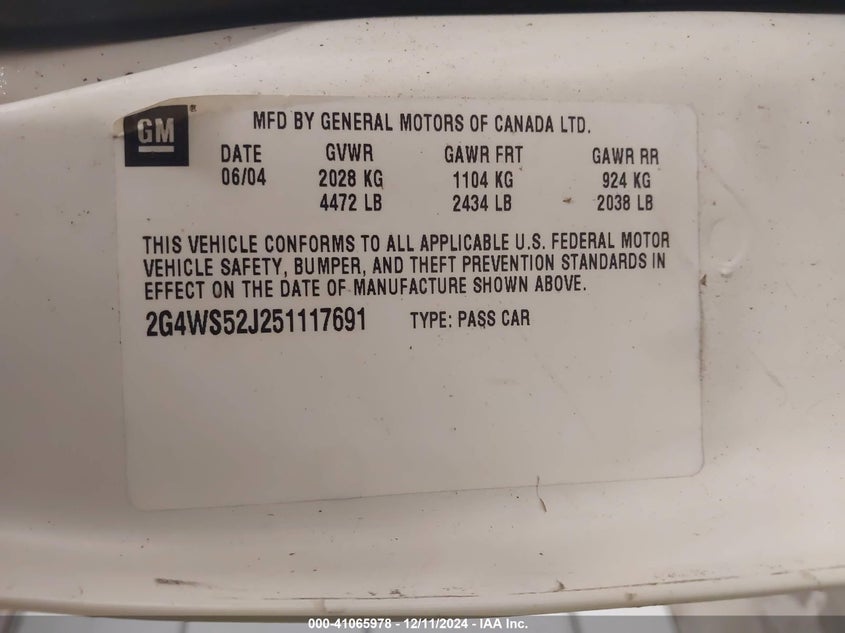 GM ®
MFD BY GENERAL MOTORS OF CANADA LTD.
DATE GVWR GAWR FRT GAWR RR
06/04 2028 KG 1104 KG 924 KG
4472 LB 2434 LB 2038 LB
THIS VEHICLE CONFORMS TO ALL APPLICABLE U.S. FEDERAL MOTOR
VEHICLE SAFETY, BUMPER, AND THEFT PREVENTION STANDARDS IN
EFFECT ON THE DATE OF MANUFACTURE SHOWN ABOVE.
2G4WS52J251117691 TYPE: PASS CAR
000-41065978 - 12/11/2024 - IAA Inc.